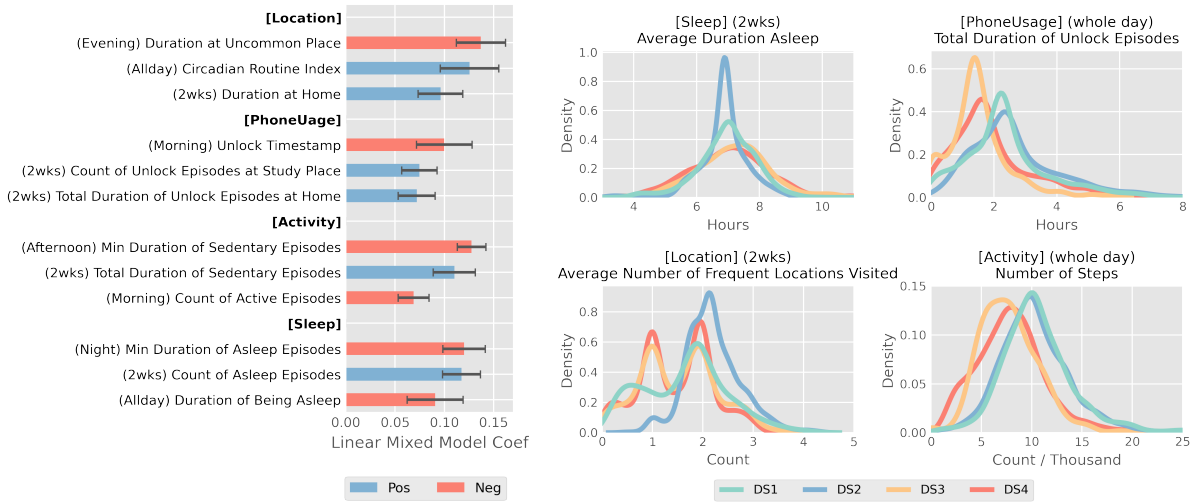 [Location]
(Evening) Duration at Uncommon Place
(Allday) Circadian Routine Index
(2wks) Duration at Home
[PhoneUage]
(Morning) Unlock Timestamp
(2wks) Count of Unlock Episodes at Study Place
(2wks) Total Duration of Unlock Episodes at Home
[Activity]
(Afternoon) Min Duration of Sedentary Episodes
(2wks) Total Duration of Sedentary Episodes
(Morning) Count of Active Episodes
[Sleep]
(Night) Min Duration of Asleep Episodes
(2wks) Count of Asleep Episodes
(Allday) Duration of Being Asleep
0.00 0.05 0.10 0.15
Linear Mixed Model Coef
Pos Neg
[Sleep] (2wks)
Average Duration Asleep
1.0
0.8
0.6
0.4
0.2
0.0
Density
4 6 8 10
Hours
[PhoneUsage] (whole day)
Total Duration of Unlock Episodes
0.6
0.4
0.2
0.0
Density
0 2 4 6 8
Hours
[Location] (2wks)
Average Number of Frequent Locations Visited
0.8
0.6
0.4
0.2
0.0
Density
0 1 2 3 4 5
Count
[Activity] (whole day)
Number of Steps
0.15
0.10
0.05
0.00
Density
0 5 10 15 20 25
Count / Thousand
DS1 DS2 DS3 DS4